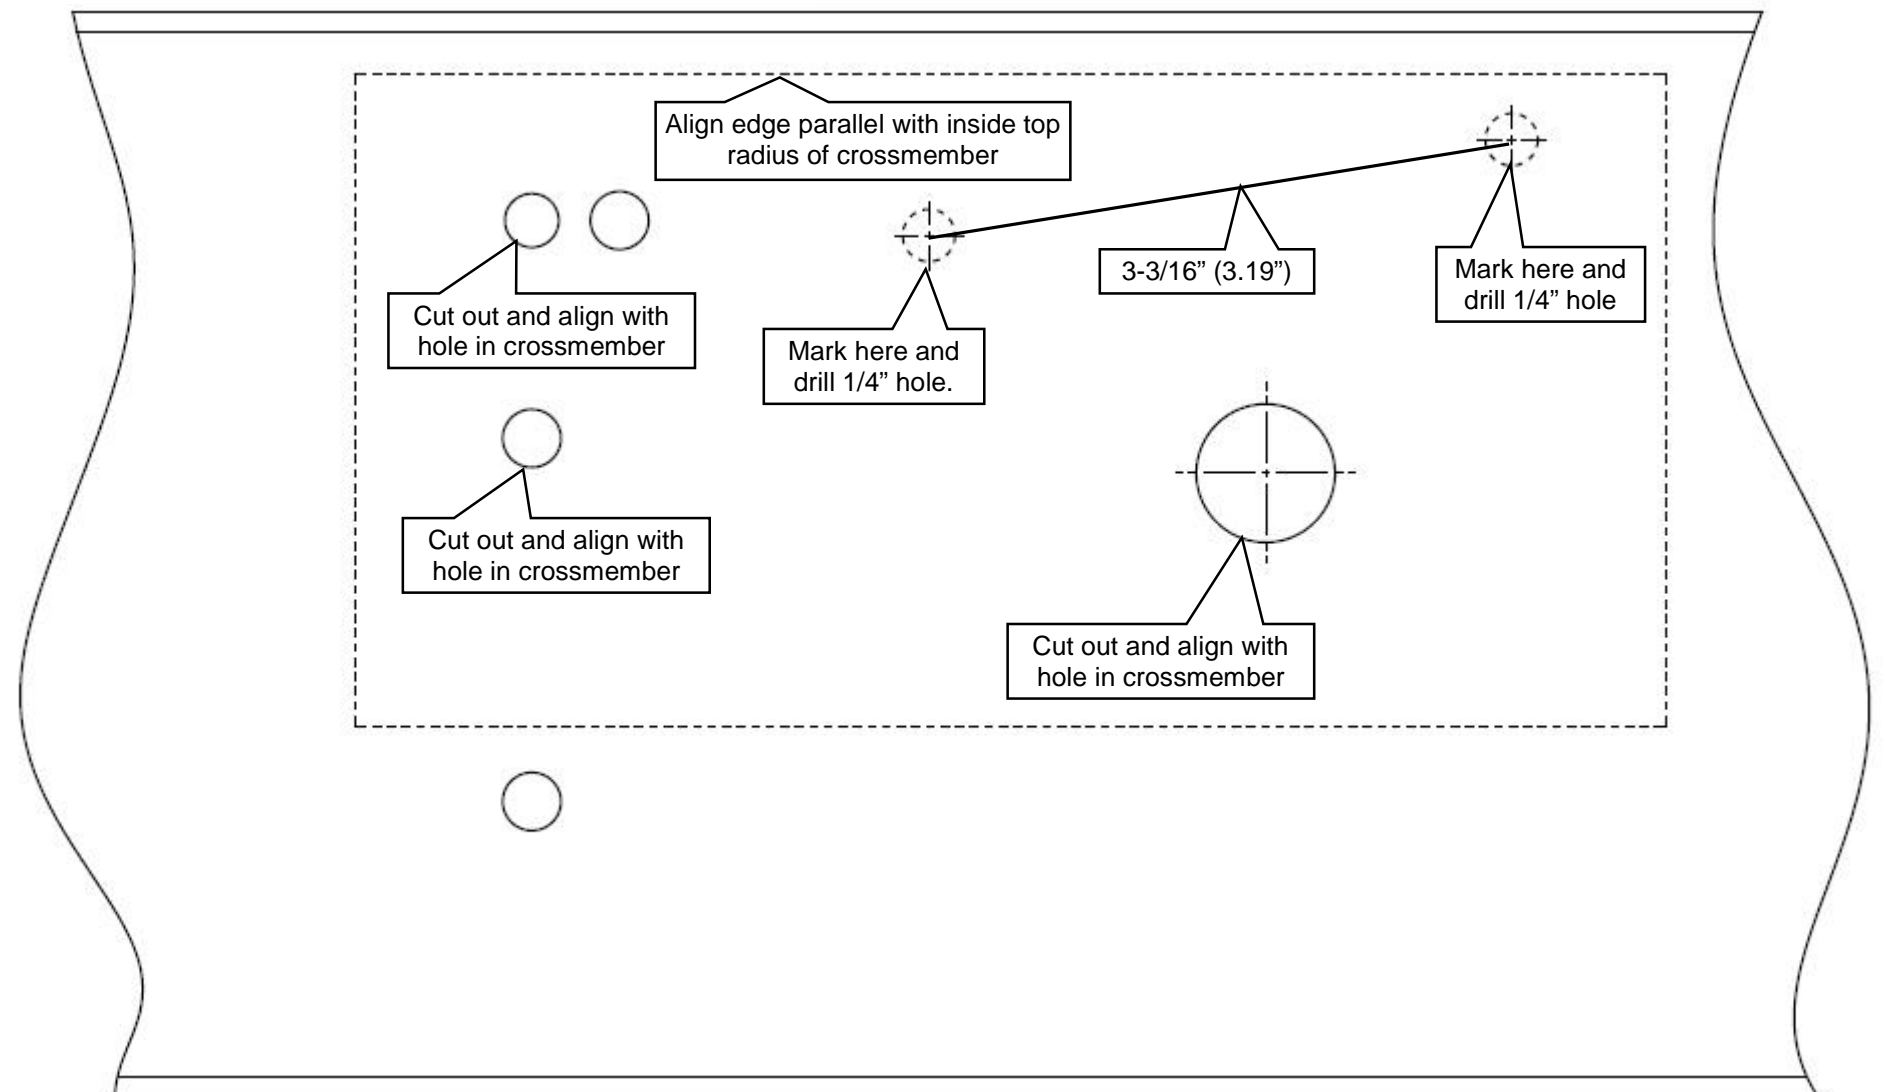 Align edge parallel with inside top
radius of crossmember
Cut out and align with
hole in crossmember
3-3/16” (3.19”)
Mark here and
drill 1/4” hole
Mark here and
drill 1/4” hole.
Cut out and align with
hole in crossmember
Cut out and align with
hole in crossmember